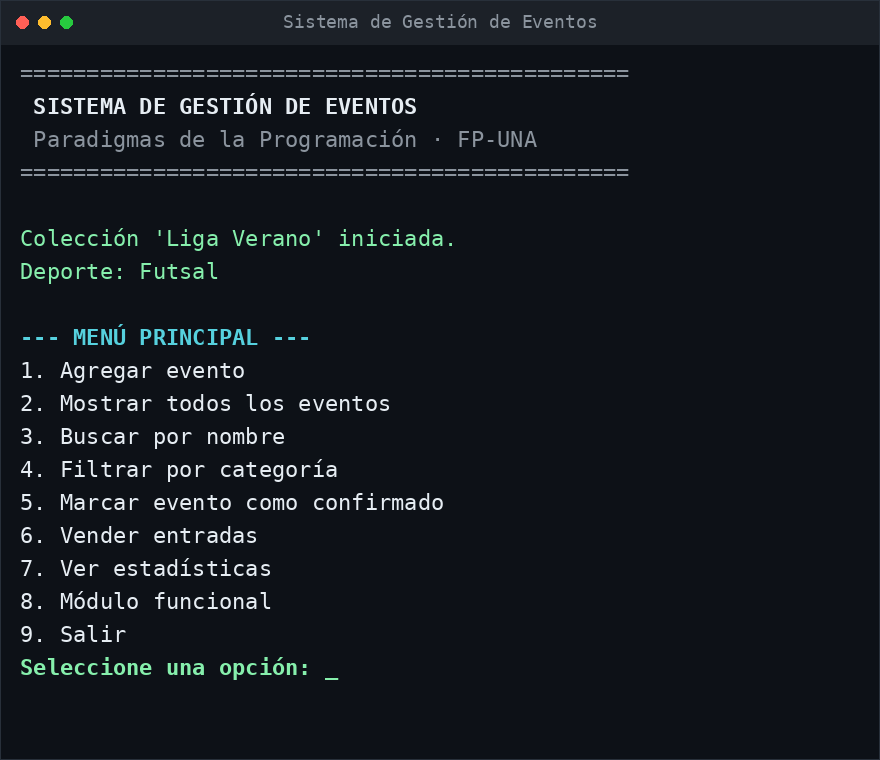 Sistema de Gestión de Eventos
==============================================
SISTEMA DE GESTIÓN DE EVENTOS
Paradigmas de la Programación · FP-UNA
==============================================
Colección 'Liga Verano' iniciada.
Deporte: Futsal
--- MENÚ PRINCIPAL ---
1. Agregar evento
2. Mostrar todos los eventos
3. Buscar por nombre
4. Filtrar por categoría
5. Marcar evento como confirmado
6. Vender entradas
7. Ver estadísticas
8. Módulo funcional
9. Salir
Seleccione una opción: _